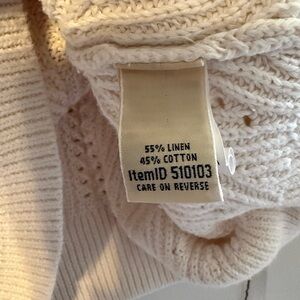 55% LINEN
45% COTTON
ItemID 510103
CARE ON REVERSE